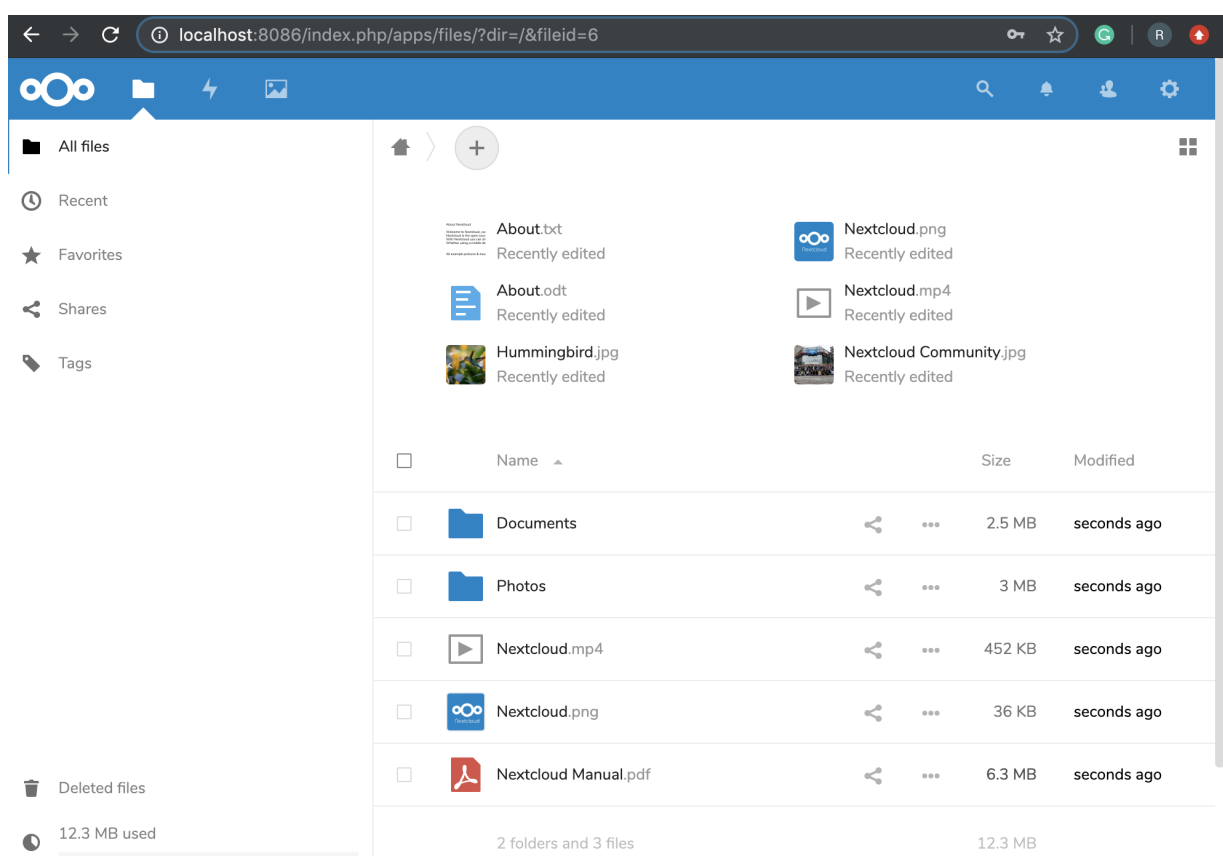 localhost:8086/index.php/apps/files/?dir=/&fileid=6
R
All files
Recent
Favorites
Shares
Tags
Deleted files
12.3 MB used
About.txt
Recently edited
Nextcloud.png
Recently edited
About.odt
Recently edited
Nextcloud.mp4
Recently edited
Hummingbird.jpg
Recently edited
Nextcloud Community.jpg
Recently edited
Name Size Modified
Documents 2.5 MB seconds ago
Photos 3 MB seconds ago
Nextcloud.mp4 452 KB seconds ago
Nextcloud.png 36 KB seconds ago
Nextcloud Manual.pdf 6.3 MB seconds ago
2 folders and 3 files 12.3 MB